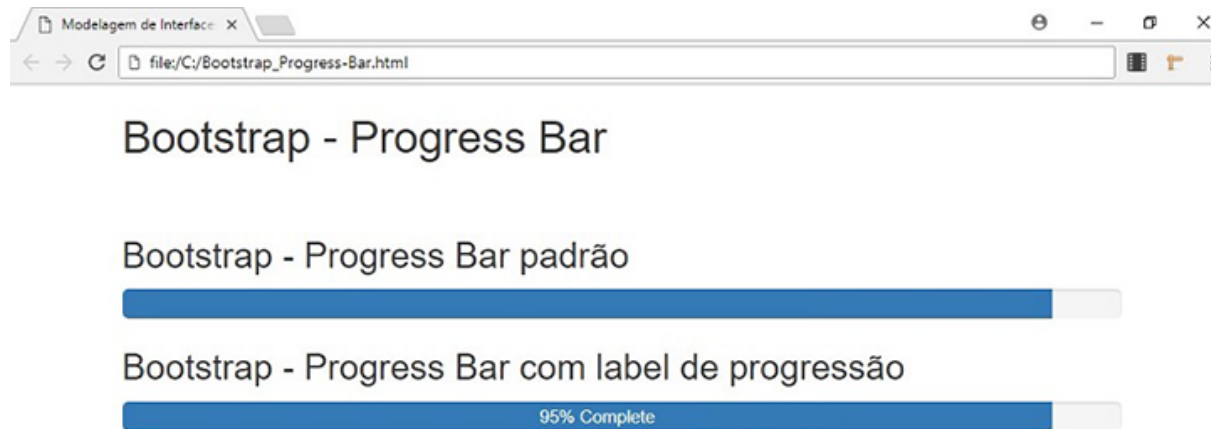 Modelagem de Interface
file:/C:/Bootstrap_Progress-Bar.html
Bootstrap - Progress Bar
Bootstrap - Progress Bar padrão
Bootstrap - Progress Bar com label de progressão
95% Complete